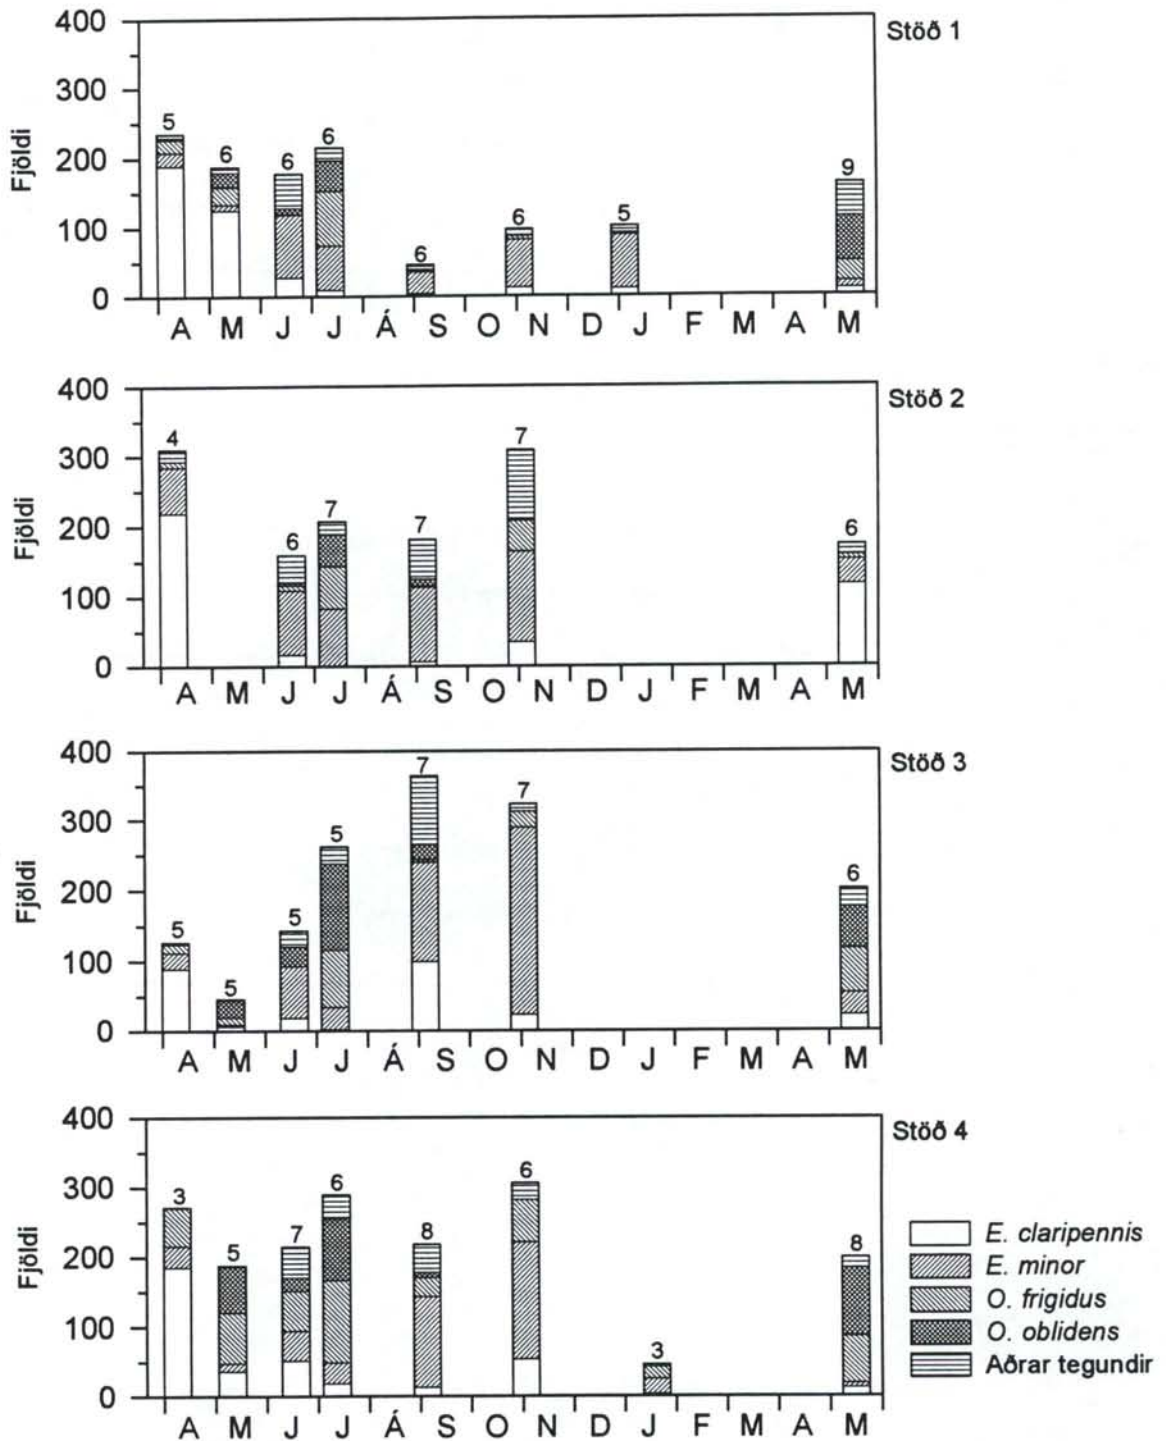 Stöð 1
Fjöldi
400
300
200
100
0
5 6 6 6 6 6 5 9
A M J J Á S O N D J F M A M
Stöð 2
Fjöldi
400
300
200
100
0
4 6 7 7 7 6
A M J J Á S O N D J F M A M
Stöð 3
Fjöldi
400
300
200
100
0
5 5 5 5 7 7 6
A M J J Á S O N D J F M A M
Stöð 4
Fjöldi
400
300
200
100
0
3 5 7 6 8 6 3 8
A M J J Á S O N D J F M A M
E. claripennis
E. minor
O. frigidus
O. oblidens
Aðrar tegundir